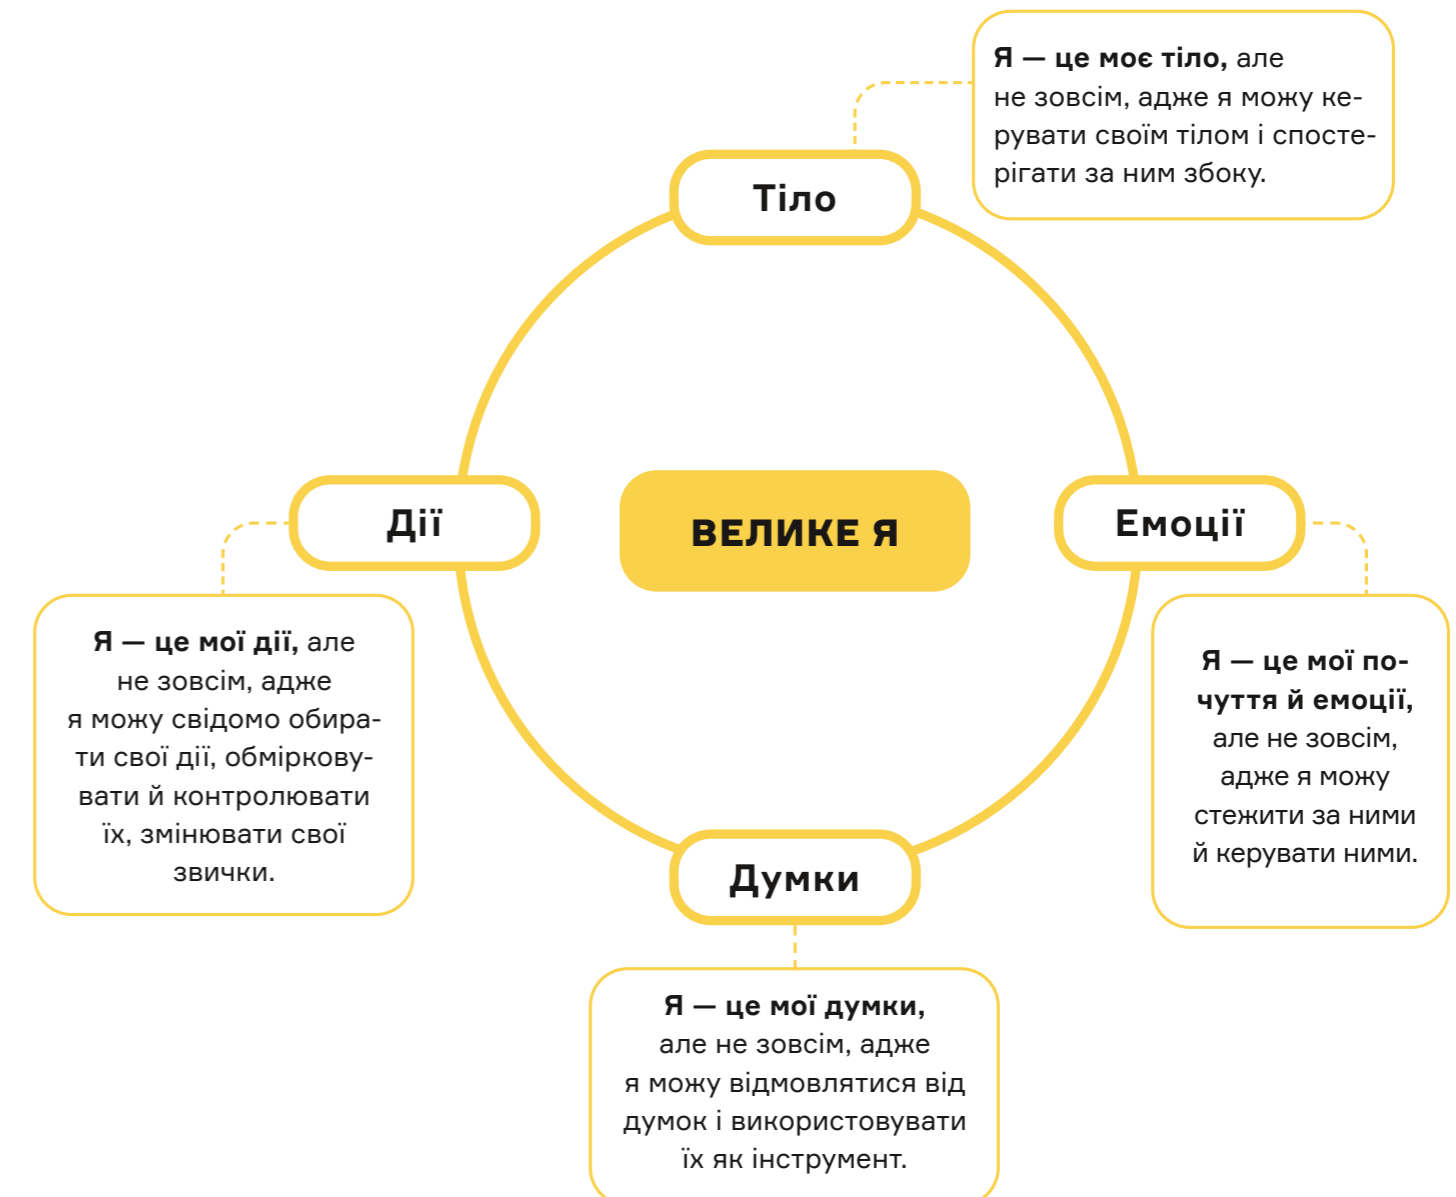 Я — це моє тіло, але
не зовсім, адже я можу ке-
рувати своїм тілом і спосте-
рігати за ним збоку.
Тіло
Дії
ВЕЛИКЕ Я
Емоції
Я — це мої дії, але
не зовсім, адже
я можу свідомо обира-
ти свої дії, обміркову-
вати й контролювати
їх, змінювати свої
звички.
Я — це мої по-
чуття й емоції,
але не зовсім,
адже я можу
стежити за ними
й керувати ними.
Думки
Я — це мої думки,
але не зовсім, адже
я можу відмовлятися від
думок і використовувати
їх як інструмент.